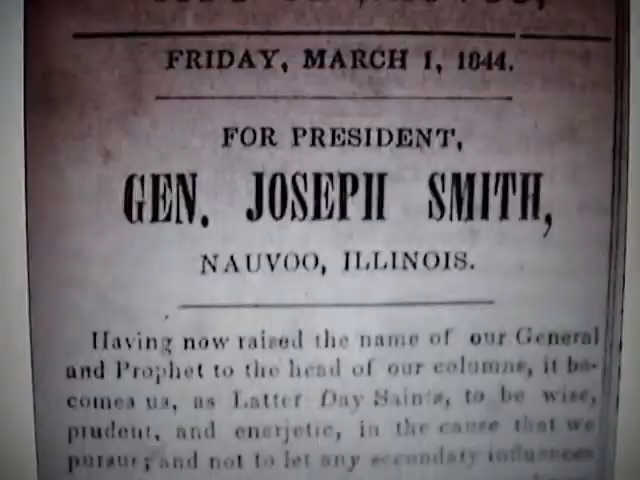 FRIDAY, MARCH 1, 1844.
FOR PRESIDENT,
GEN. JOSEPH SMITH,
NAUVOO, ILLINOIS.
Having now raised the name of our General
and Prophet to the head of our columns, it be-
comes us, as Latter Day Saints, to be wise,
prudent, and energetic, in the cause that we
pursue; and not to let any secondary influences